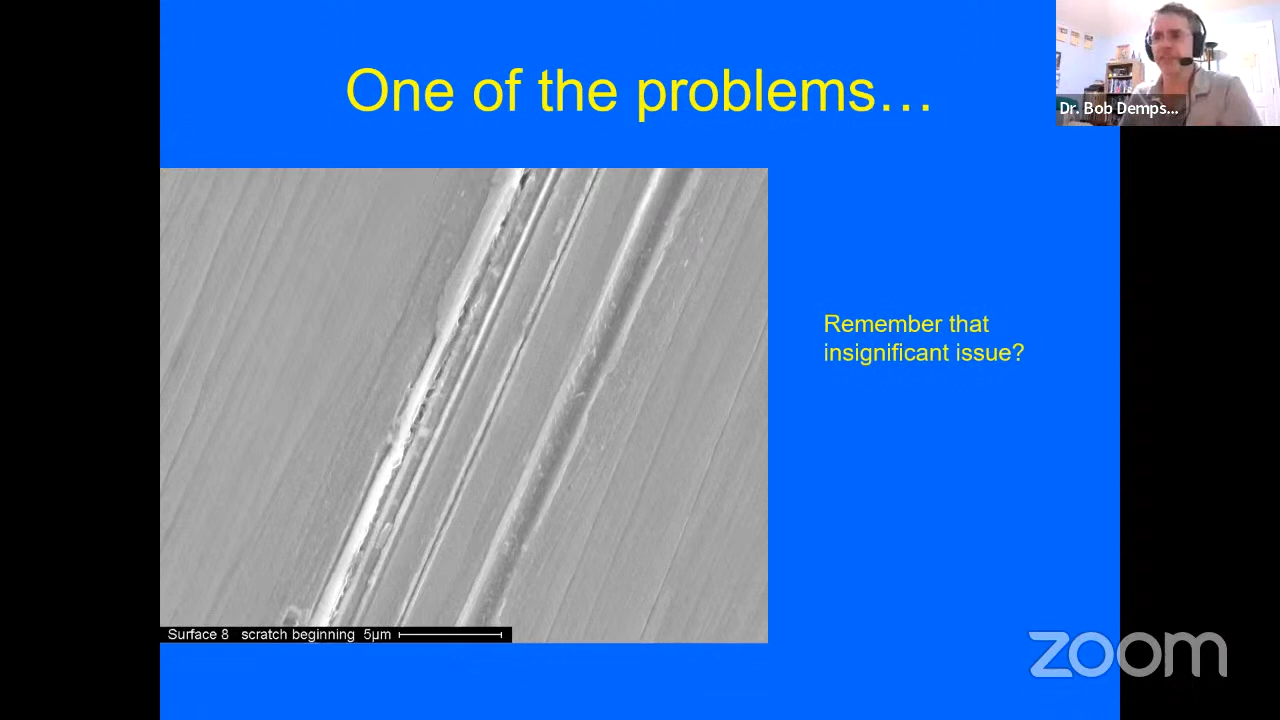 One of the problems…
Dr. Bob Demps...
Remember that
insignificant issue?
Surface 8 scratch beginning 5µm
zoom